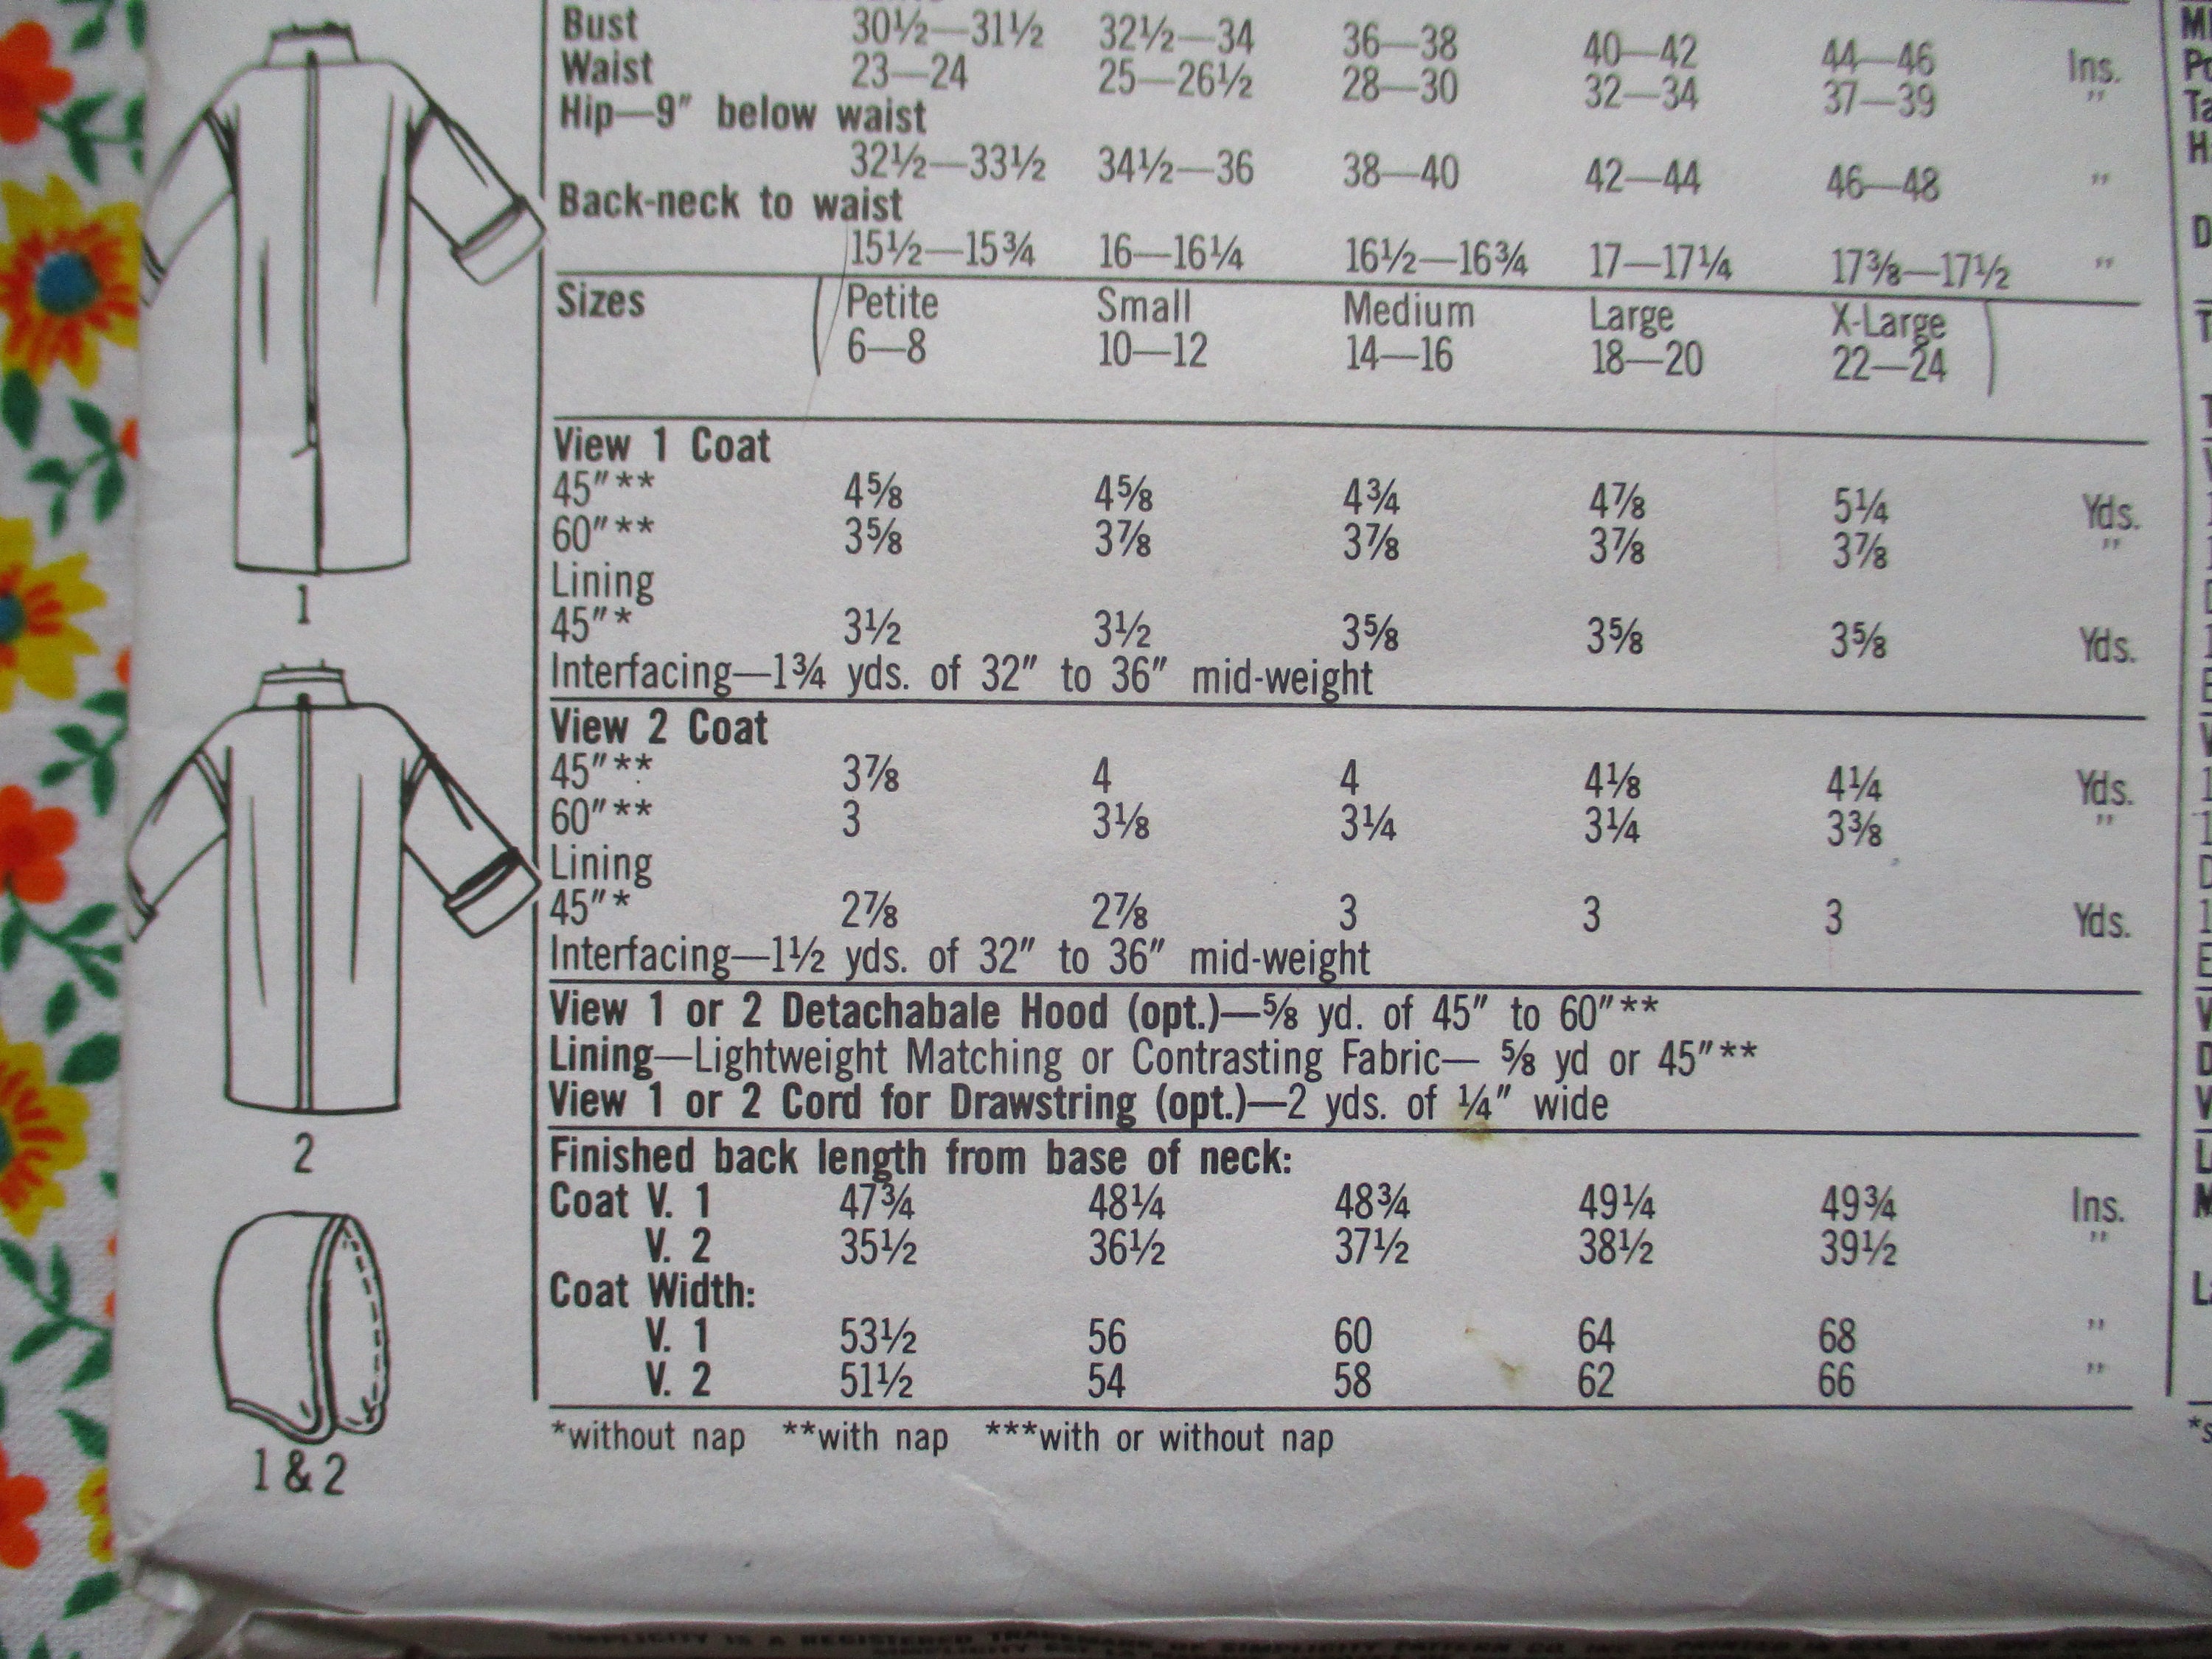 Bust 30½—31½ 32½—34 36—38 40—42 44—46 Ins.
Waist 23—24 25—26½ 28—30 32—34 37—39 "
Hip—9" below waist
32½—33½ 34½—36 38—40 42—44 46—48 "
Back-neck to waist
15½—15¾ 16—16¼ 16½—16¾ 17—17¼ 17⅜—17½ "
Sizes Petite Small Medium Large X-Large
6—8 10—12 14—16 18—20 22—24
View 1 Coat
45"** 4⅝ 4⅝ 4¾ 4⅞ 5¼ Yds.
60"** 3⅝ 3⅞ 3⅞ 3⅞ 3⅞ "
Lining
45"* 3½ 3½ 3⅝ 3⅝ 3⅝ Yds.
Interfacing—1¾ yds. of 32" to 36" mid-weight
1
View 2 Coat
45"** 3⅞ 4 4 4⅛ 4¼ Yds.
60"** 3 3⅛ 3¼ 3¼ 3⅜ "
Lining
45"* 2⅞ 2⅞ 3 3 3 Yds.
Interfacing—1½ yds. of 32" to 36" mid-weight
View 1 or 2 Detachabale Hood (opt.)—⅝ yd. of 45" to 60"**
Lining—Lightweight Matching or Contrasting Fabric— ⅝ yd or 45"**
View 1 or 2 Cord for Drawstring (opt.)—2 yds. of ¼" wide
2
Finished back length from base of neck:
Coat V. 1 47¾ 48¼ 48¾ 49¼ 49¾ Ins.
V. 2 35½ 36½ 37½ 38½ 39½ "
Coat Width:
V. 1 53½ 56 60 64 68 "
V. 2 51½ 54 58 62 66 "
*without nap **with nap ***with or without nap
1 & 2
SIMPLICITY IS A REGISTERED TRADEMARK OF SIMPLICITY PATTERN CO.